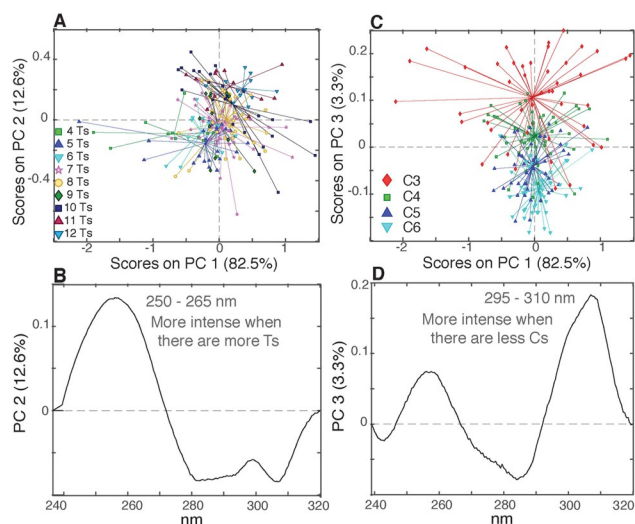 A
Scores on PC 2 (12.6%)
0.4
0
-0.4
4 Ts
5 Ts
6 Ts
7 Ts
8 Ts
9 Ts
10 Ts
11 Ts
12 Ts
-2 -1 0 1
Scores on PC 1 (82.5%)
C
Scores on PC 3 (3.3%)
0.2
0.1
0
-0.1
C3
C4
C5
C6
-2 -1 0 1
Scores on PC 1 (82.5%)
B
PC 2 (12.6%)
0.1
0
250 - 265 nm
More intense when
there are more Ts
240 260 280 300 320
nm
D
PC 3 (3.3%)
0.2
0.1
0
295 - 310 nm
More intense when
there are less Cs
240 260 280 300 320
nm